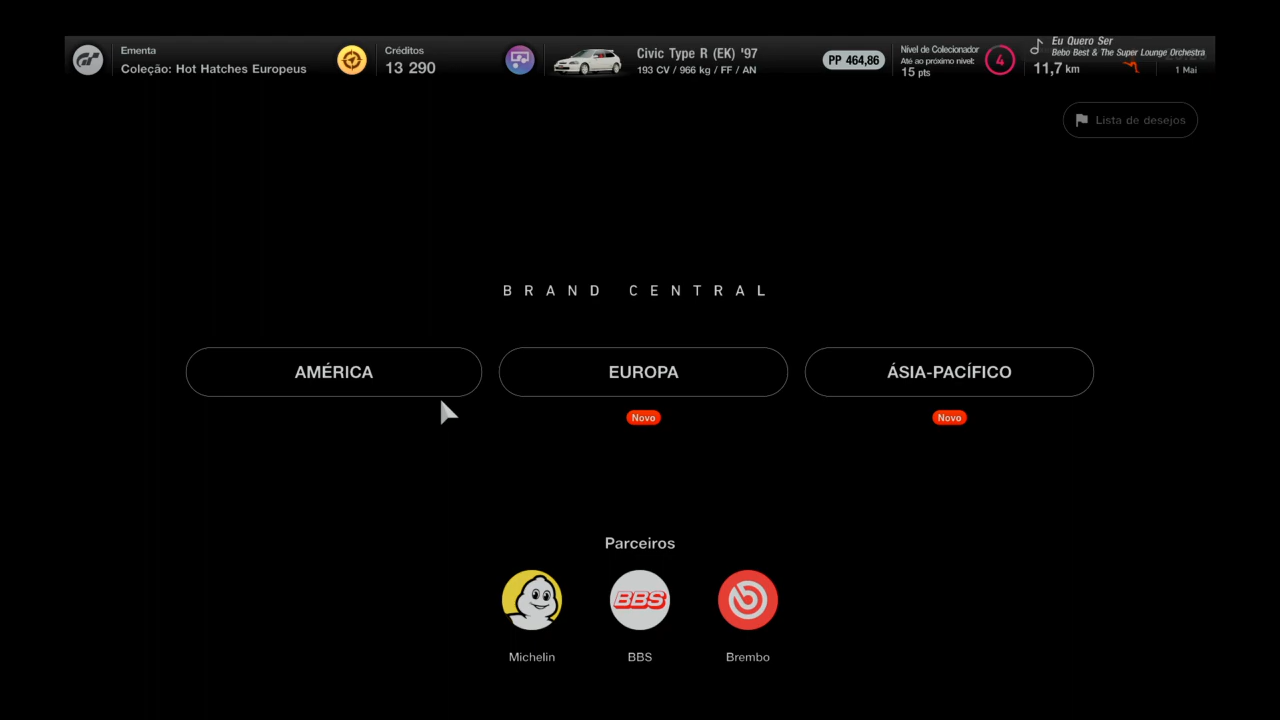 Ementa
Coleção: Hot Hatches Europeus
Créditos
13 290
Civic Type R (EK) '97
193 CV / 966 kg / FF / AN
PP 464,86
Nível de Colecionador
Até ao próximo nível:
15 pts
4
Eu Quero Ser
Bebo Best & The Super Lounge Orchestra
11,7 km
1 Mai
Lista de desejos
BRAND CENTRAL
AMÉRICA
EUROPA
ÁSIA-PACÍFICO
Novo
Novo
Parceiros
BBS
Michelin
BBS
Brembo